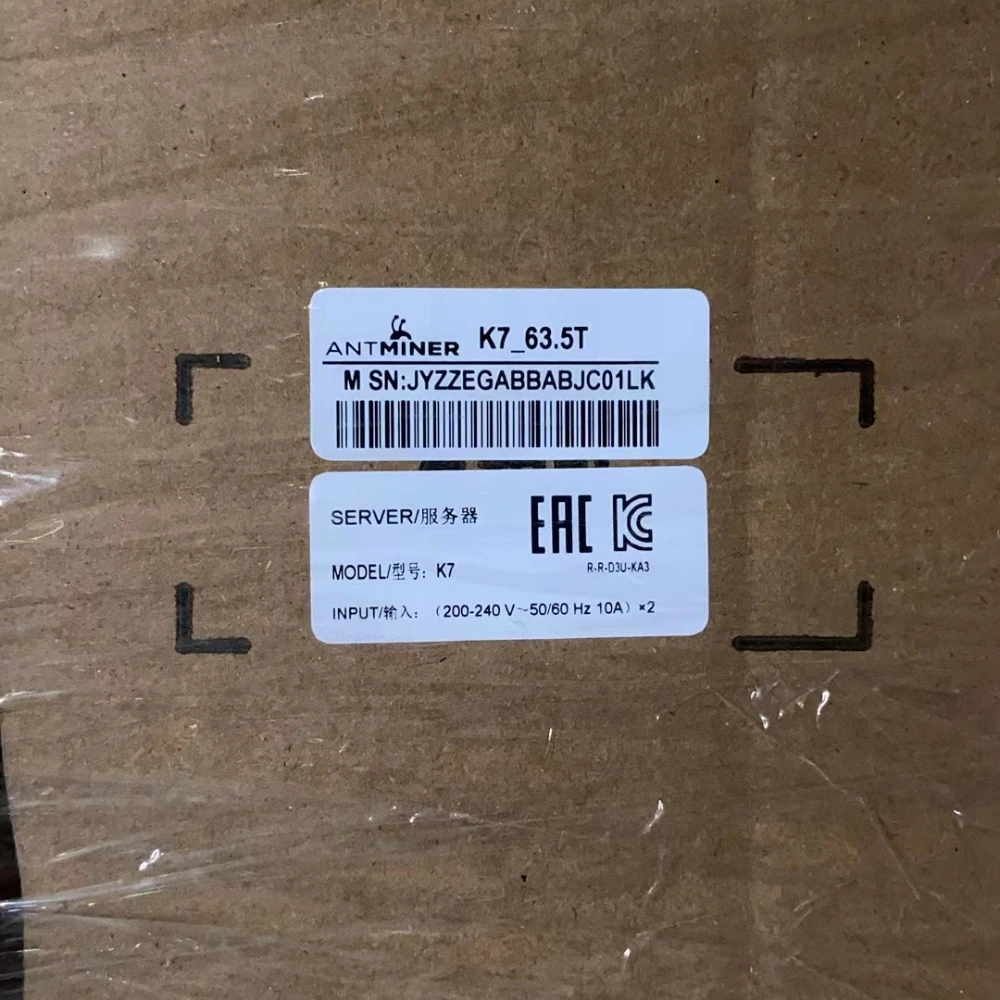 ANTMINER K7_63.5T
M SN:JYZZEGABBABJC01LK
SERVER/服务器
EAC KC
R-R-D3U-KA3
MODEL/型号: K7
INPUT/输入: (200-240 V~50/60 Hz 10A) ×2